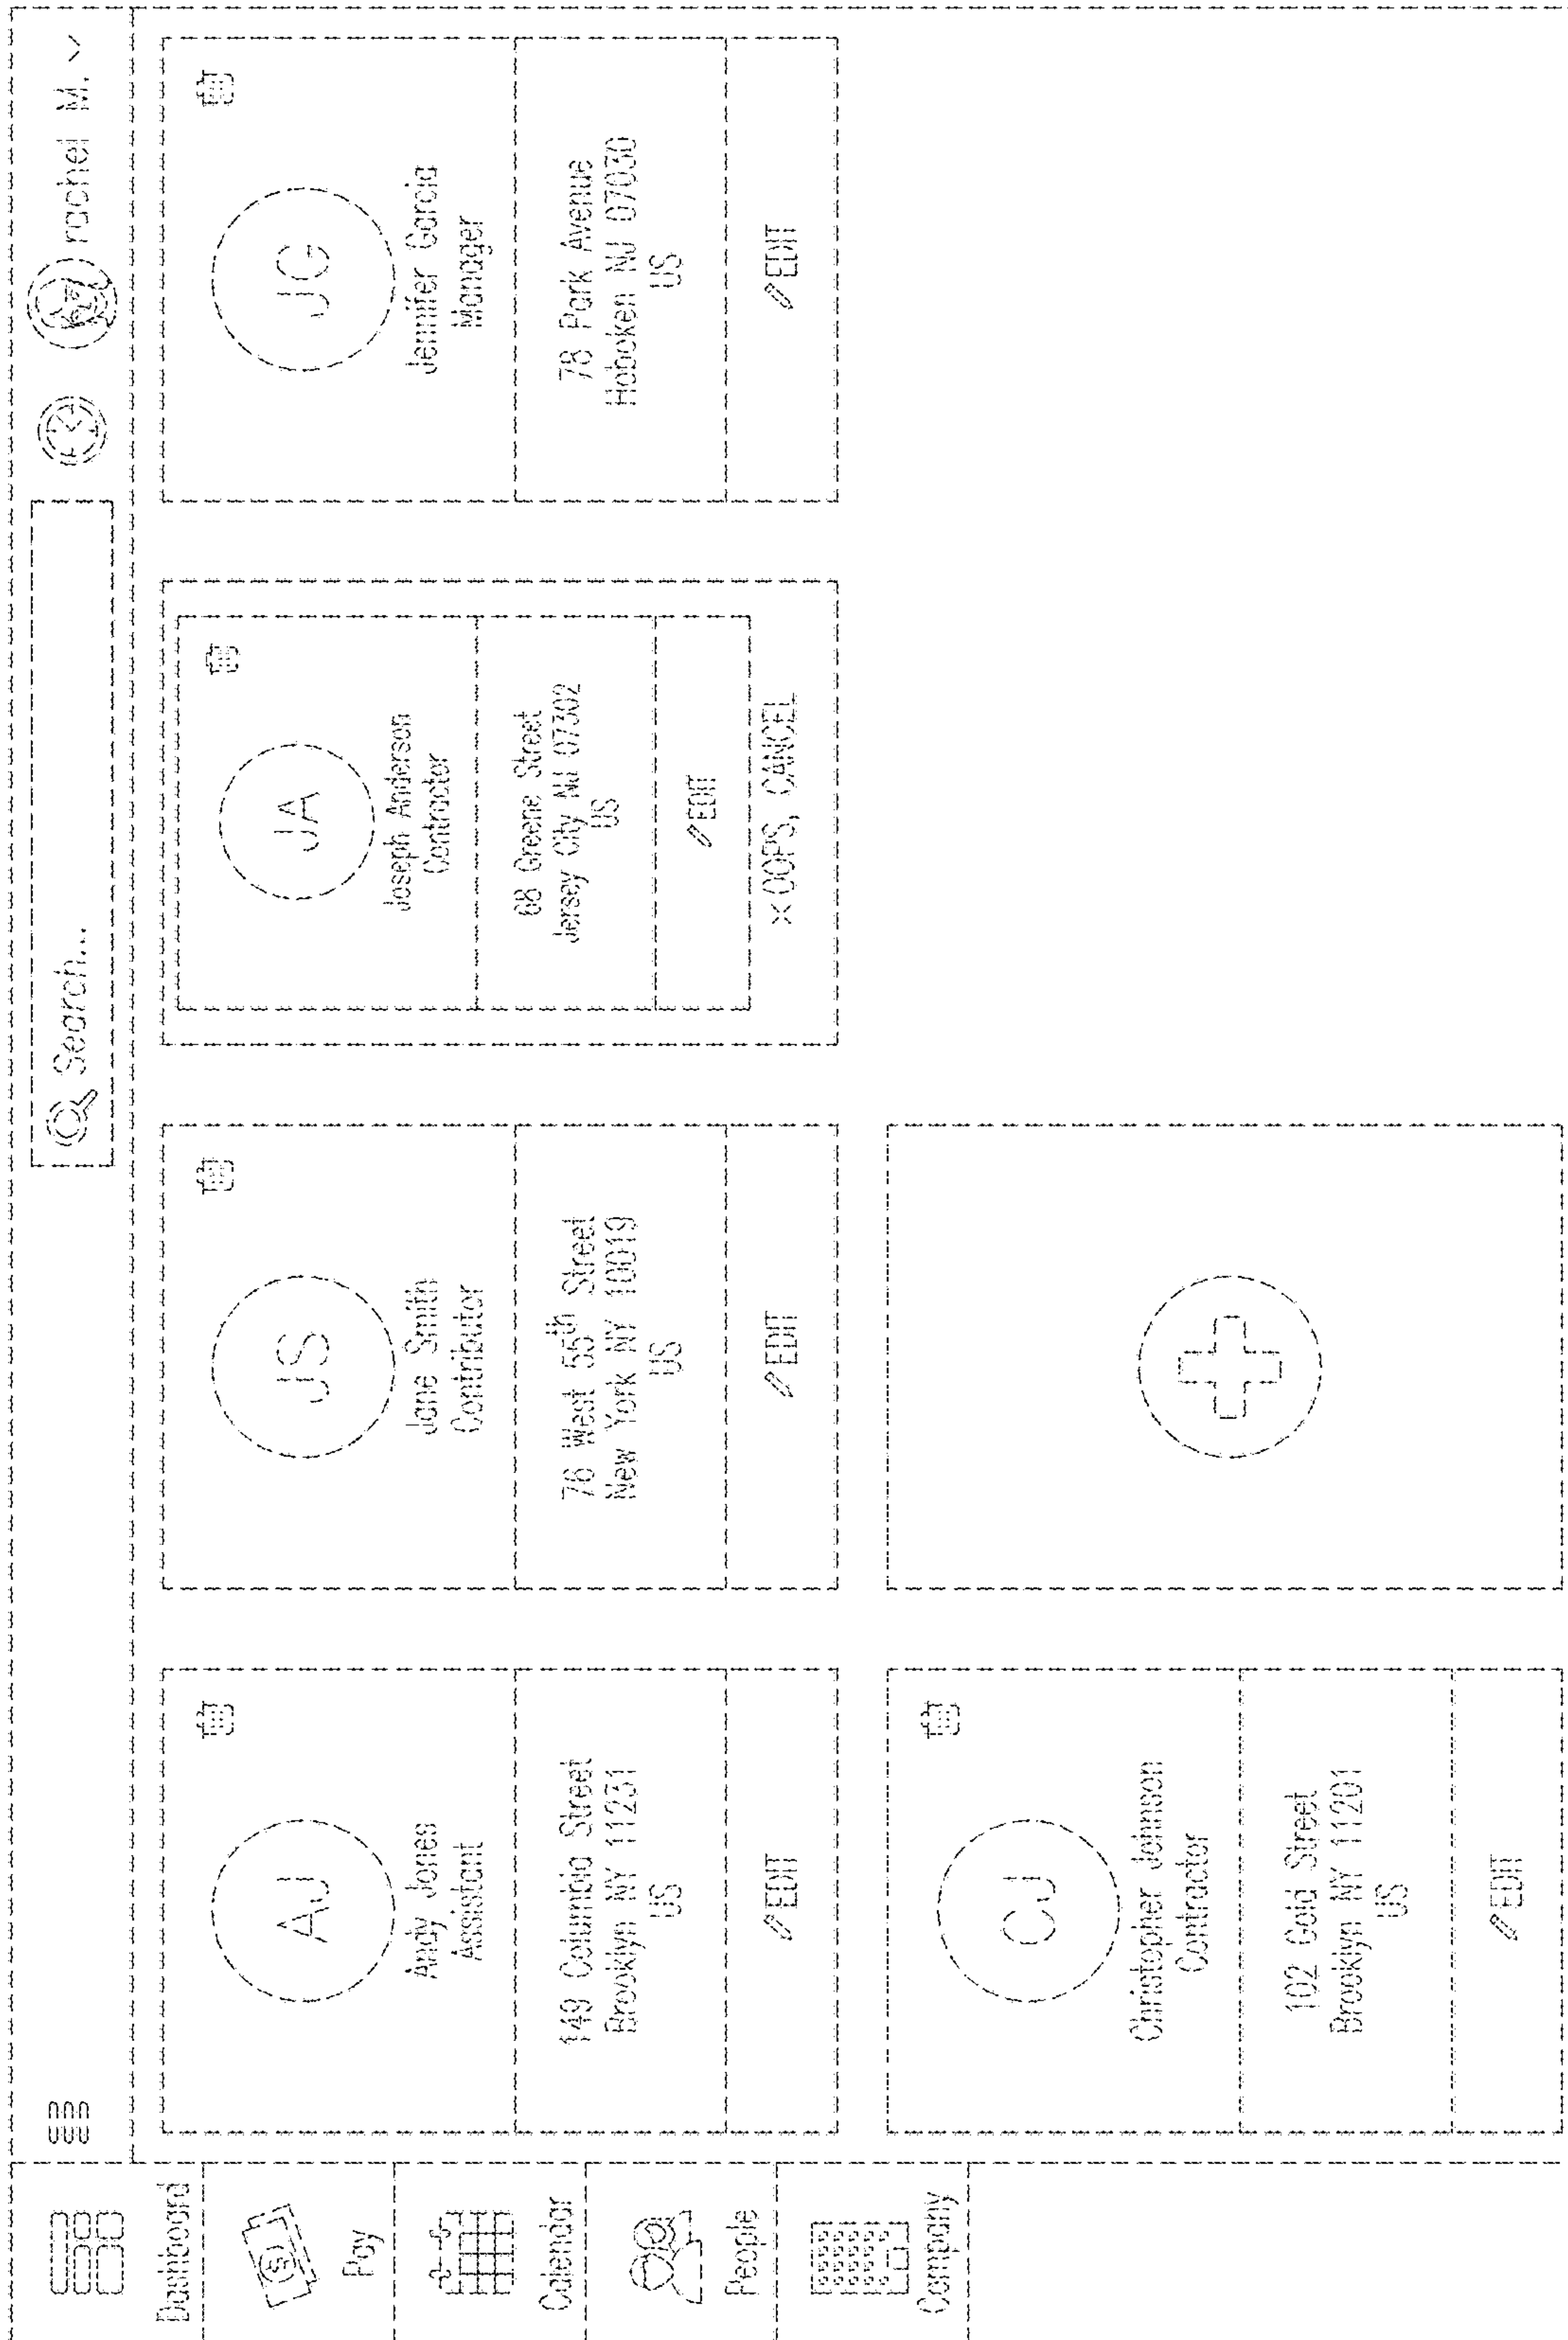 Dashboard
Pay
Calendar
People
Company
Search...
rachel M.
AJ
Andy Jones
Assistant
149 Columbia Street
Brooklyn NY 11231
US
EDIT
JS
Jane Smith
Contributor
76 West 55th Street
New York NY 10019
US
EDIT
JA
Joseph Anderson
Contractor
68 Greene Street
Jersey City NJ 07302
US
EDIT
× OOPS, CANCEL
JG
Jennifer Garcia
Manager
78 Park Avenue
Hoboken NJ 07030
US
EDIT
CJ
Christopher Johnson
Contractor
102 Gold Street
Brooklyn NY 11201
US
EDIT